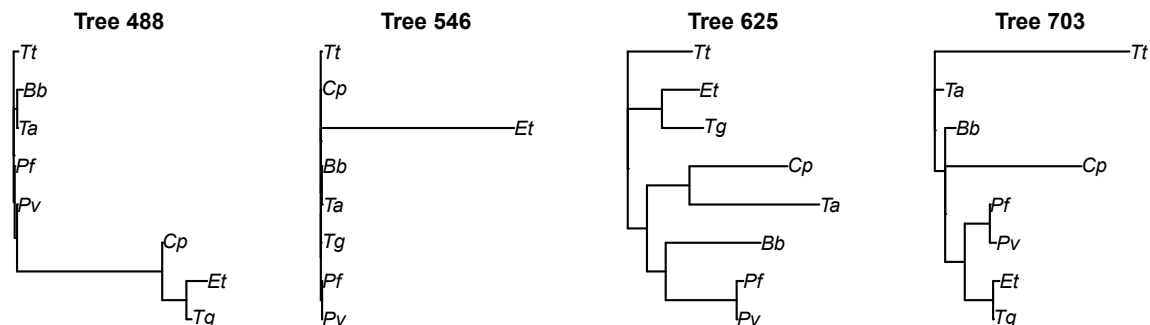 Tree 488
Tt
Bb
Ta
Pf
Pv
Cp
Et
Tg
Tree 546
Tt
Cp
Et
Bb
Ta
Tg
Pf
Pv
Tree 625
Tt
Et
Tg
Cp
Ta
Bb
Pf
Pv
Tree 703
Tt
Ta
Bb
Cp
Pf
Pv
Et
Tg